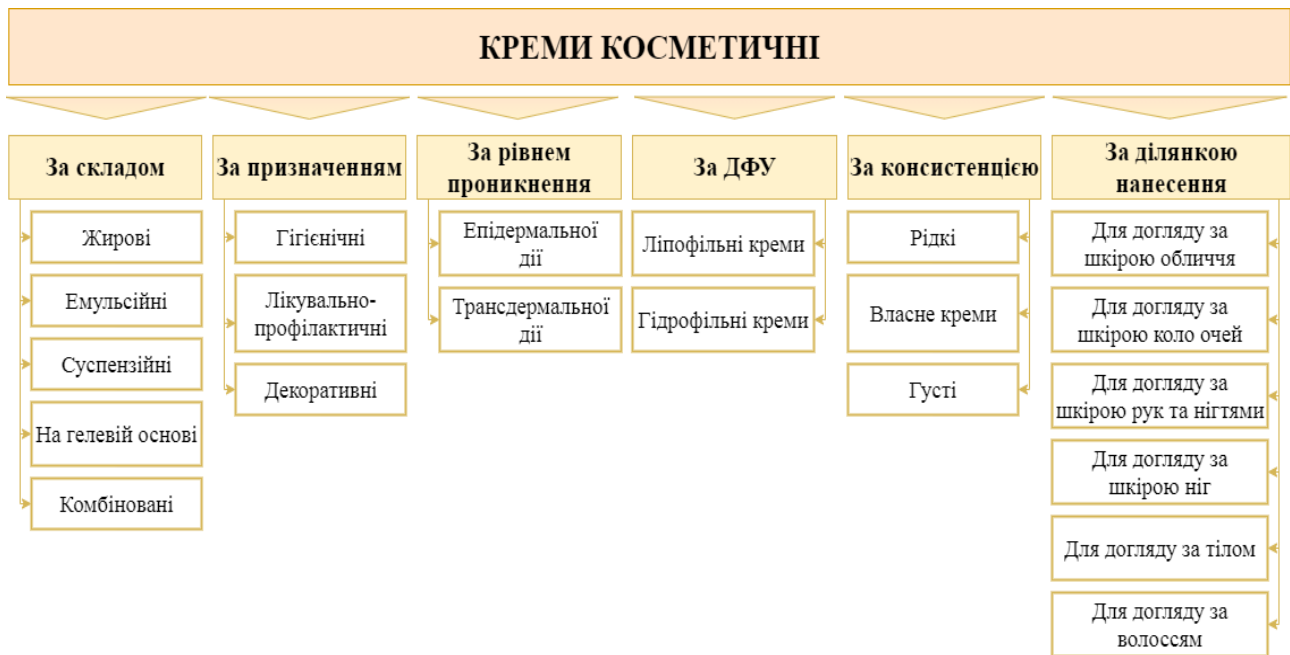 КРЕМИ КОСМЕТИЧНІ
За складом
Жирові
Емульсійні
Суспензійні
На гелевій основі
Комбіновані
За призначенням
Гігієнічні
Лікувально-
профілактичні
Декоративні
За рівнем
проникнення
Епідермальної
дії
Трансдермальної
дії
За ДФУ
Ліпофільні креми
Гідрофільні креми
За консистенцією
Рідкі
Власне креми
Густі
За ділянкою
нанесення
Для догляду за
шкірою обличчя
Для догляду за
шкірою коло очей
Для догляду за
шкірою рук та нігтями
Для догляду за
шкірою ніг
Для догляду за тілом
Для догляду за
волоссям